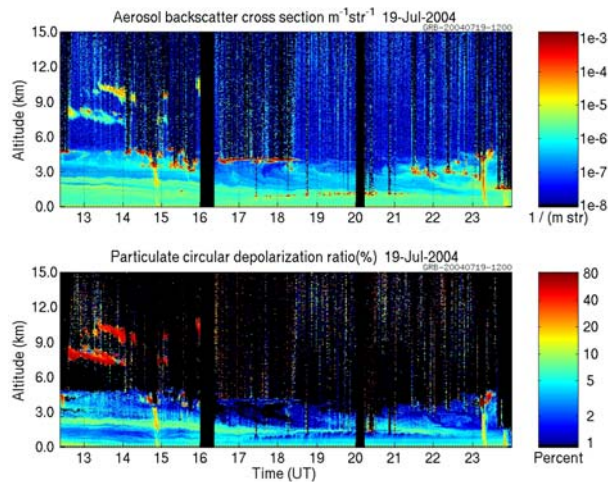 Aerosol backscatter cross section m⁻¹str⁻¹ 19-Jul-2004
GRB-20040719-1200
Altitude (km)
15.0
12.0
9.0
6.0
3.0
0.0
13 14 15 16 17 18 19 20 21 22 23
1e-3
1e-4
1e-5
1e-6
1e-7
1e-8
1 / (m str)
Particulate circular depolarization ratio(%) 19-Jul-2004
GRB-20040719-1200
Altitude (km)
15.0
12.0
9.0
6.0
3.0
0.0
13 14 15 16 17 18 19 20 21 22 23
Time (UT)
80
60
40
20
10
5
2
1
Percent